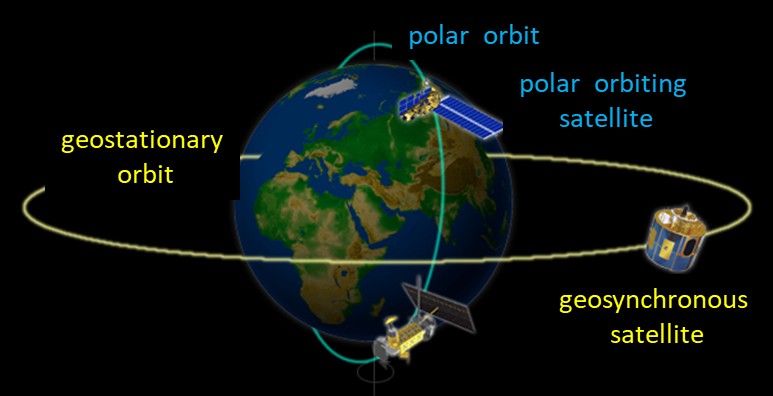 polar orbit
polar orbiting
satellite
geostationary
orbit
geosynchronous
satellite